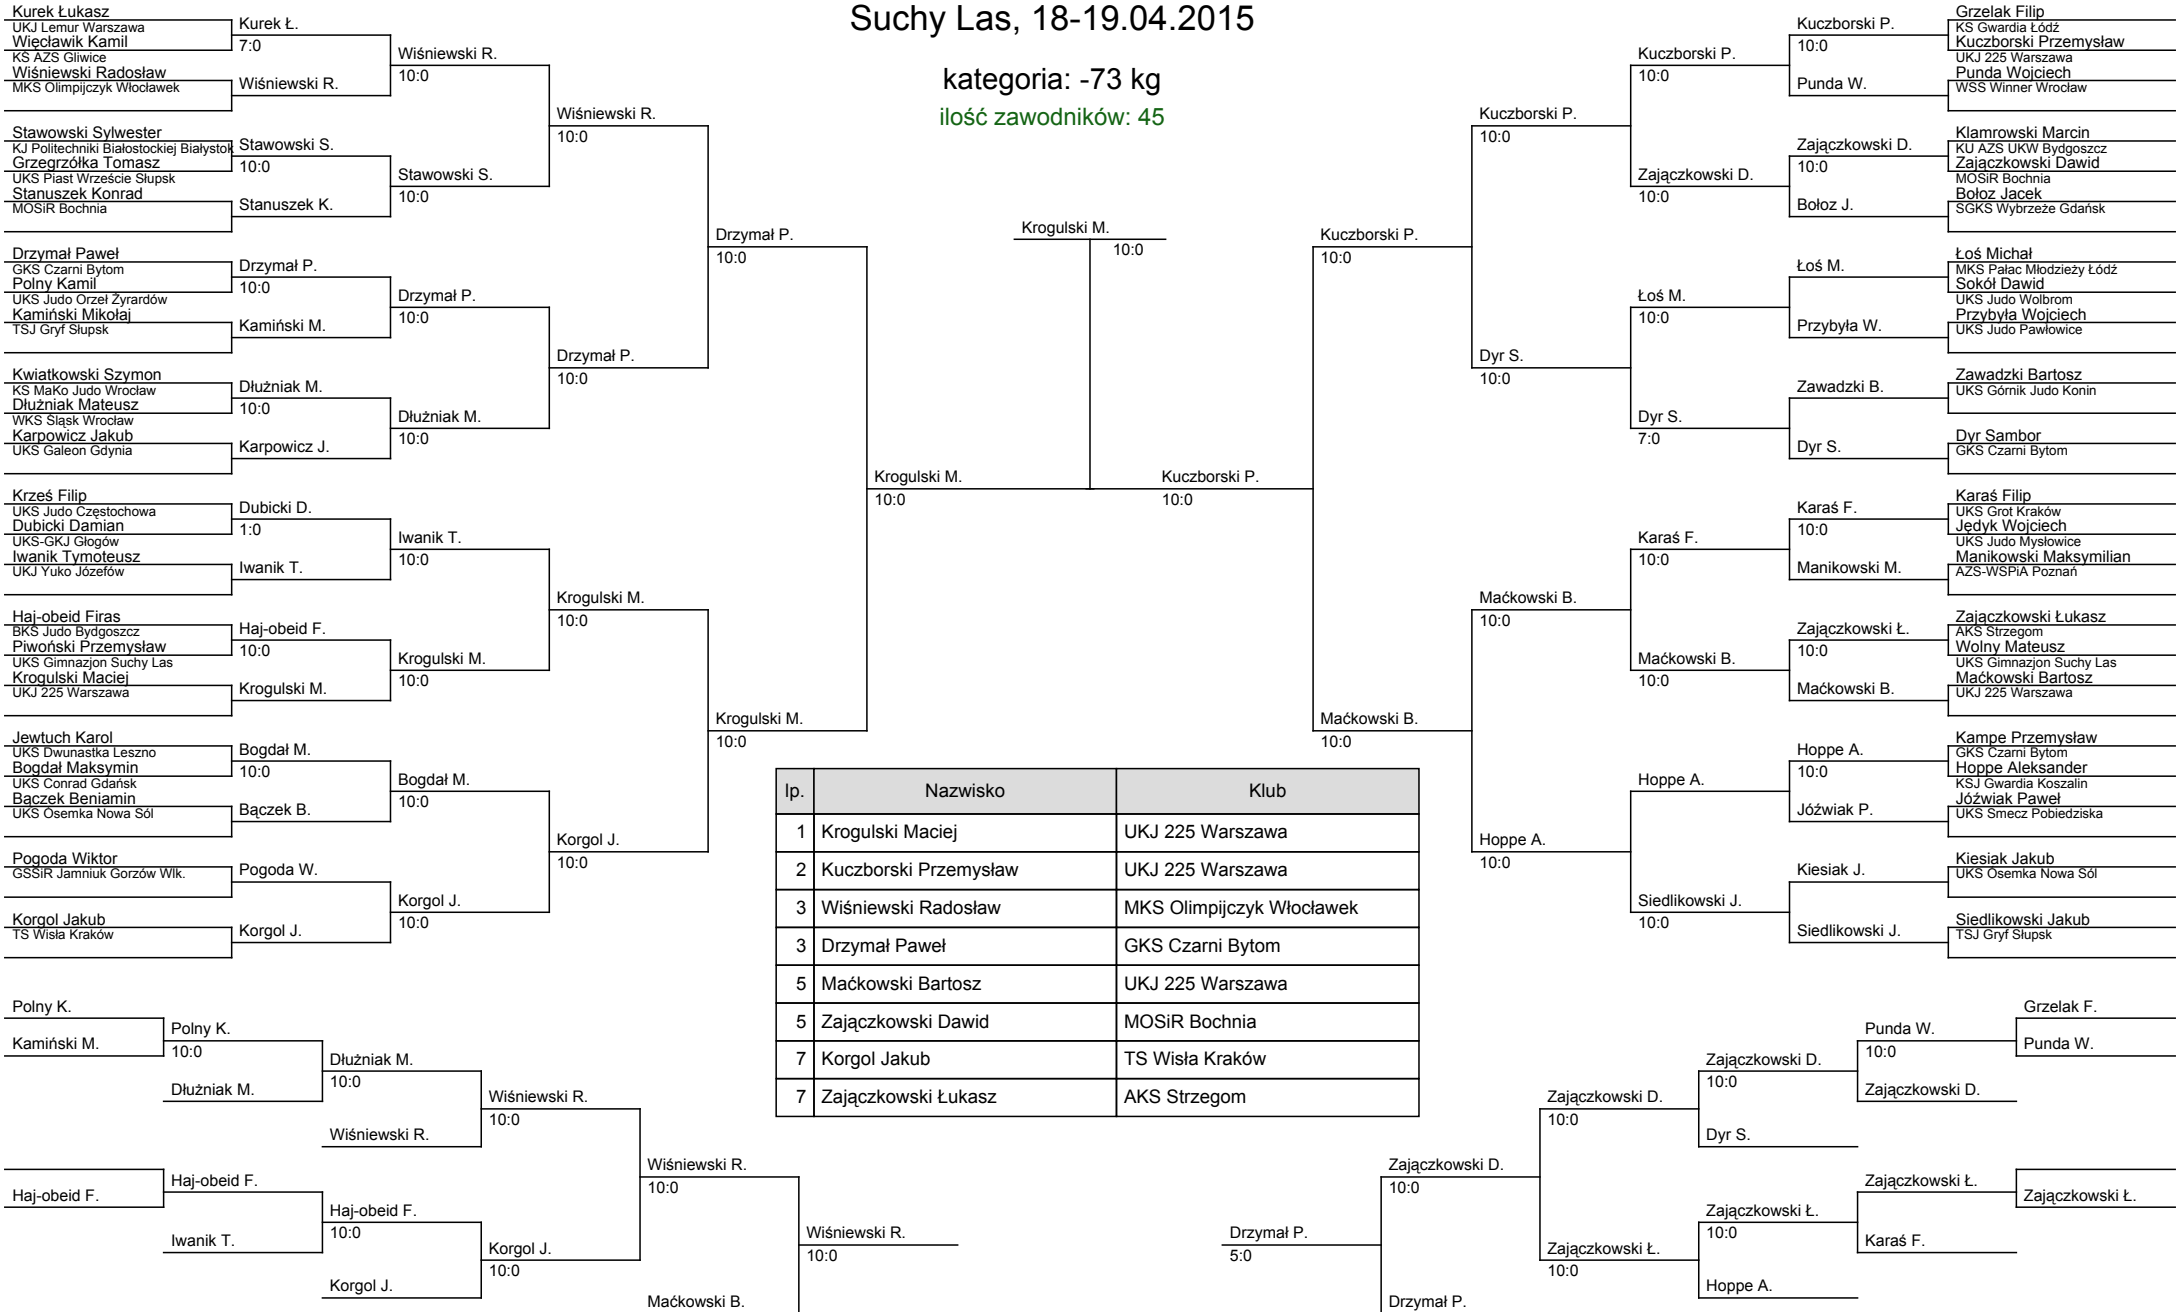 Suchy Las, 18-19.04.2015
kategoria: -73 kg
ilość zawodników: 45
Kurek Łukasz
UKJ Lemur Warszawa
Więcławik Kamil
KŚ AZS Gliwice
Wiśniewski Radosław
MKS Olimpijczyk Włocławek
Stawowski Sylwester
KJ Politechniki Białostockiej Białystok
Grzegrzółka Tomasz
UKS Piast Wrzeście Słupsk
Stanuszek Konrad
MOSiR Bochnia
Drzymał Paweł
GKS Czarni Bytom
Polny Kamil
UKS Judo Orzeł Żyrardów
Kamiński Mikołaj
TSJ Gryf Słupsk
Kwiatkowski Szymon
KS MaKo Judo Wrocław
Dłużniak Mateusz
WKS Śląsk Wrocław
Karpowicz Jakub
UKS Galeon Gdynia
Krześ Filip
UKS Judo Częstochowa
Dubicki Damian
UKS-GKJ Głogów
Iwanik Tymoteusz
UKJ Yuko Józefów
Haj-obeid Firas
BKS Judo Bydgoszcz
Piwoński Przemysław
UKS Gimnazjon Suchy Las
Krogulski Maciej
UKJ 225 Warszawa
Jewtuch Karol
UKS Dwunastka Leszno
Bogdał Maksymin
UKS Conrad Gdańsk
Bączek Beniamin
UKS Ósemka Nowa Sól
Pogoda Wiktor
GSSiR Jamniuk Gorzów Wlk.
Korgol Jakub
TS Wisła Kraków
Kurek Ł.
7:0
Wiśniewski R.
Stawowski S.
10:0
Stanuszek K.
Drzymał P.
10:0
Kamiński M.
Dłużniak M.
10:0
Karpowicz J.
Dubicki D.
1:0
Iwanik T.
Haj-obeid F.
10:0
Krogulski M.
Bogdał M.
10:0
Bączek B.
Pogoda W.
Korgol J.
Wiśniewski R.
10:0
Stawowski S.
10:0
Drzymał P.
10:0
Dłużniak M.
10:0
Iwanik T.
10:0
Krogulski M.
10:0
Bogdał M.
10:0
Korgol J.
10:0
Wiśniewski R.
10:0
Drzymał P.
10:0
Krogulski M.
10:0
Korgol J.
10:0
Drzymał P.
10:0
Krogulski M.
10:0
Krogulski M.
10:0
Krogulski M.
10:0
Kuczborski P.
10:0
Kuczborski P.
10:0
Maćkowski B.
10:0
Kuczborski P.
10:0
Dyr S.
10:0
Maćkowski B.
10:0
Hoppe A.
10:0
Kuczborski P.
10:0
Zajączkowski D.
10:0
Łoś M.
10:0
Dyr S.
7:0
Karaś F.
10:0
Maćkowski B.
10:0
Hoppe A.
Siedlikowski J.
10:0
Kuczborski P.
10:0
Punda W.
Zajączkowski D.
10:0
Bołoz J.
Łoś M.
Przybyła W.
Zawadzki B.
Dyr S.
Karaś F.
10:0
Manikowski M.
Zajączkowski Ł.
10:0
Maćkowski B.
Hoppe A.
10:0
Jóźwiak P.
Kiesiak J.
Siedlikowski J.
Grzelak Filip
KS Gwardia Łódź
Kuczborski Przemysław
UKJ 225 Warszawa
Punda Wojciech
WSS Winner Wrocław
Klamrowski Marcin
KU AZS UKW Bydgoszcz
Zajączkowski Dawid
MOSiR Bochnia
Bołoz Jacek
SGKS Wybrzeże Gdańsk
Łoś Michał
MKS Pałac Młodzieży Łódź
Sokół Dawid
UKS Judo Wolbrom
Przybyła Wojciech
UKS Judo Pawłowice
Zawadzki Bartosz
UKS Górnik Judo Konin
Dyr Sambor
GKS Czarni Bytom
Karaś Filip
UKS Grot Kraków
Jędyk Wojciech
UKS Judo Mysłowice
Manikowski Maksymilian
AZS-WSPiA Poznań
Zajączkowski Łukasz
AKS Strzegom
Wolny Mateusz
UKS Gimnazjon Suchy Las
Maćkowski Bartosz
UKJ 225 Warszawa
Kampe Przemysław
GKS Czarni Bytom
Hoppe Aleksander
KSJ Gwardia Koszalin
Jóźwiak Paweł
UKS Smecz Pobiedziska
Kiesiak Jakub
UKS Ósemka Nowa Sól
Siedlikowski Jakub
TSJ Gryf Słupsk
lp. Nazwisko Klub
1 Krogulski Maciej UKJ 225 Warszawa
2 Kuczborski Przemysław UKJ 225 Warszawa
3 Wiśniewski Radosław MKS Olimpijczyk Włocławek
3 Drzymał Paweł GKS Czarni Bytom
5 Maćkowski Bartosz UKJ 225 Warszawa
5 Zajączkowski Dawid MOSiR Bochnia
7 Korgol Jakub TS Wisła Kraków
7 Zajączkowski Łukasz AKS Strzegom
Polny K.
Kamiński M.
Haj-obeid F.
Polny K.
10:0
Dłużniak M.
Haj-obeid F.
Iwanik T.
Dłużniak M.
10:0
Wiśniewski R.
Haj-obeid F.
10:0
Korgol J.
Wiśniewski R.
10:0
Korgol J.
10:0
Wiśniewski R.
10:0
Maćkowski B.
Wiśniewski R.
10:0
Drzymał P.
5:0
Zajączkowski D.
10:0
Drzymał P.
Zajączkowski D.
10:0
Zajączkowski Ł.
10:0
Zajączkowski D.
10:0
Dyr S.
Zajączkowski Ł.
10:0
Hoppe A.
Punda W.
10:0
Zajączkowski D.
Zajączkowski Ł.
Karaś F.
Grzelak F.
Punda W.
Zajączkowski Ł.